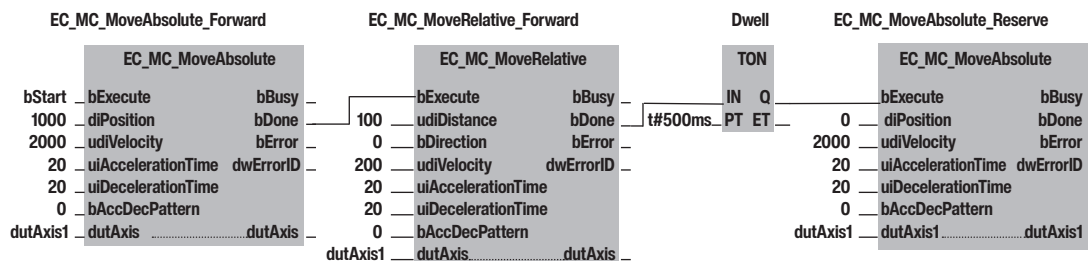 EC_MC_MoveAbsolute_Forward EC_MC_MoveRelative_Forward Dwell EC_MC_MoveAbsolute_Reserve
EC_MC_MoveAbsolute EC_MC_MoveRelative TON EC_MC_MoveAbsolute
bStart bExecute bBusy bExecute bBusy IN Q bExecute bBusy
1000 diPosition bDone 100 udiDistance bDone t#500ms PT ET 0 diPosition bDone
2000 udiVelocity bError 0 bDirection bError 2000 udiVelocity bError
20 uiAccelerationTime dwErrorID 200 udiVelocity dwErrorID 20 uiAccelerationTime dwErrorID
20 uiDecelerationTime 20 uiAccelerationTime 20 uiDecelerationTime
0 bAccDecPattern 20 uiDecelerationTime 0 bAccDecPattern
dutAxis1 dutAxis dutAxis 0 bAccDecPattern dutAxis1 dutAxis1 dutAxis1
dutAxis1 dutAxis dutAxis